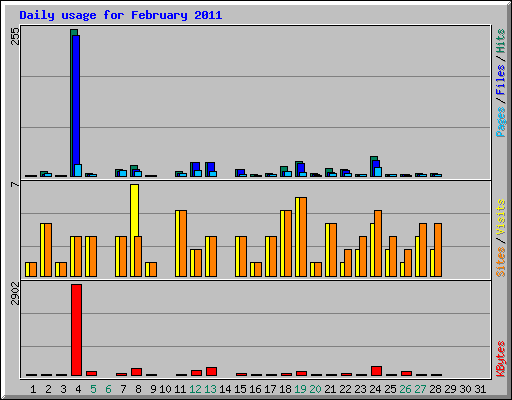 Daily usage for February 2011
255
Pages / Files / Hits
7
Sites / Visits
2902
KBytes
1 2 3 4 5 6 7 8 9 10 11 12 13 14 15 16 17 18 19 20 21 22 23 24 25 26 27 28 29 30 31